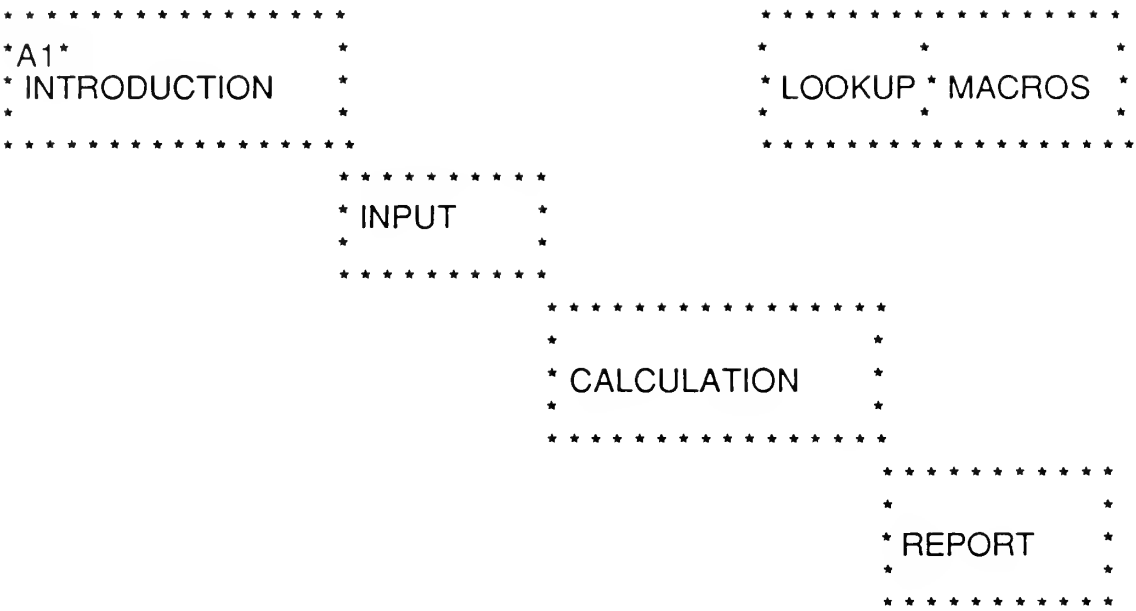 * * * * * * * * * * * * * * * *
*A1* *
* INTRODUCTION *
* *
* * * * * * * * * * * * * * * * *
* * * * * * * * * * * * * * * * *
* * *
* LOOKUP * MACROS *
* * *
* * * * * * * * * * * * * * * * * *
* * * * * * * * * *
* INPUT *
* *
* * * * * * * * * *
* * * * * * * * * * * * * * * *
* *
* CALCULATION *
* *
* * * * * * * * * * * * * * * *
* * * * * * * * * * *
* *
* REPORT *
* *
* * * * * * * * * * *